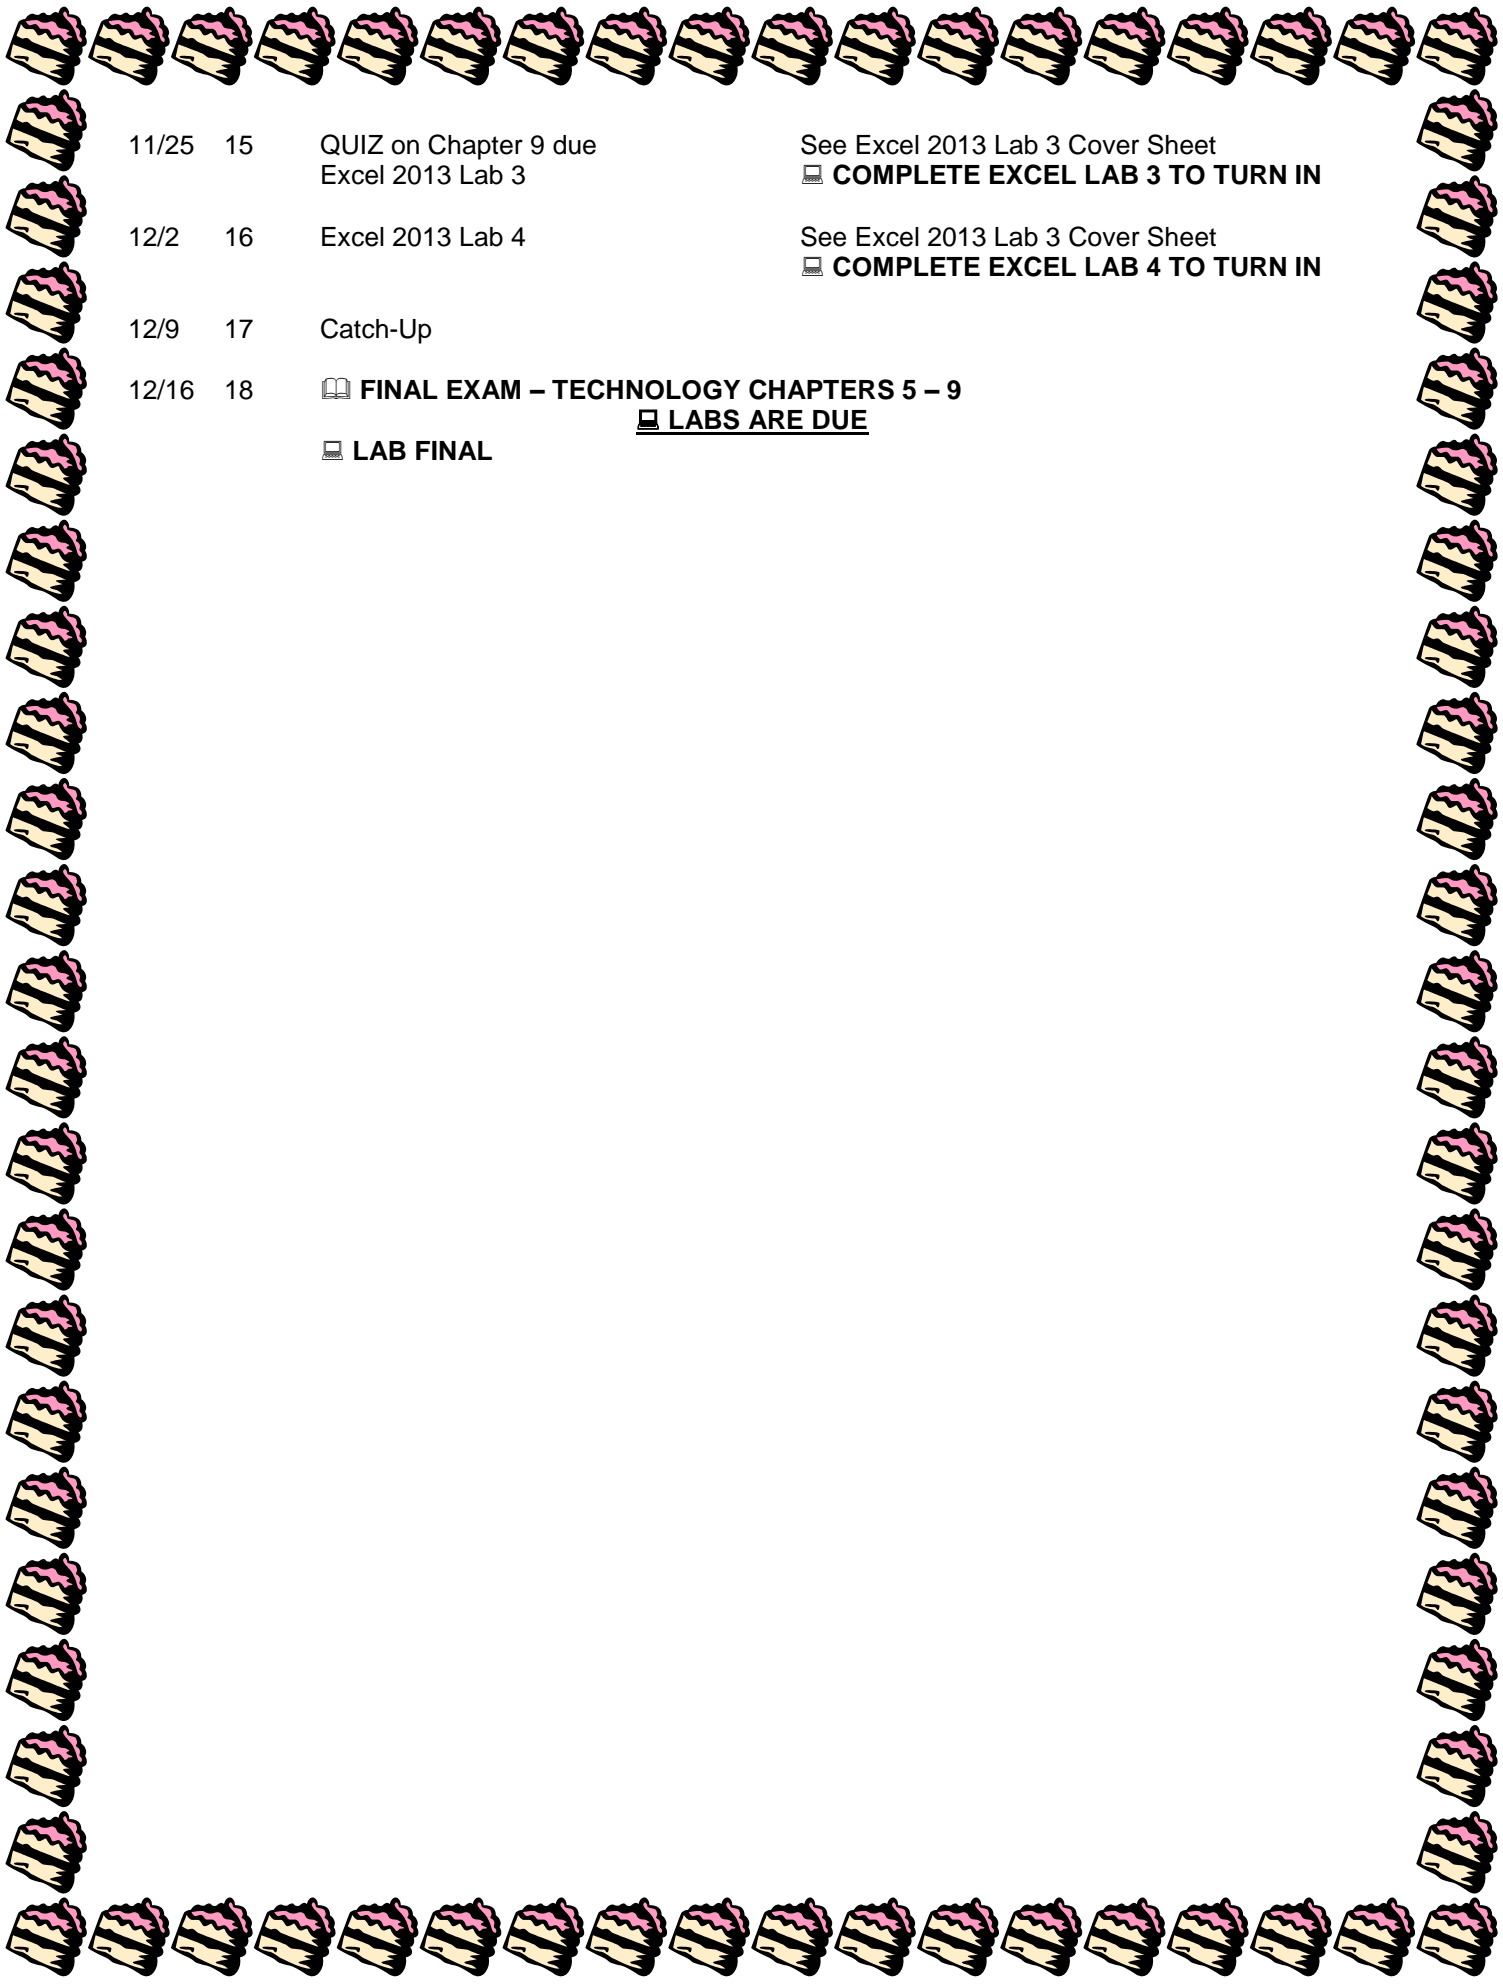 11/25 15 QUIZ on Chapter 9 due See Excel 2013 Lab 3 Cover Sheet
Excel 2013 Lab 3 💻 COMPLETE EXCEL LAB 3 TO TURN IN
12/2 16 Excel 2013 Lab 4 See Excel 2013 Lab 3 Cover Sheet
💻 COMPLETE EXCEL LAB 4 TO TURN IN
12/9 17 Catch-Up
12/16 18 🕮 FINAL EXAM – TECHNOLOGY CHAPTERS 5 – 9
💻 LABS ARE DUE
💻 LAB FINAL